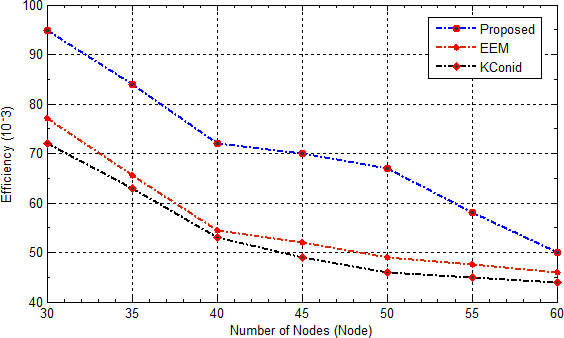 100
90
80
70
60
50
40
Efficiency (10^-3)
Proposed
EEM
KConid
30 35 40 45 50 55 60
Number of Nodes (Node)